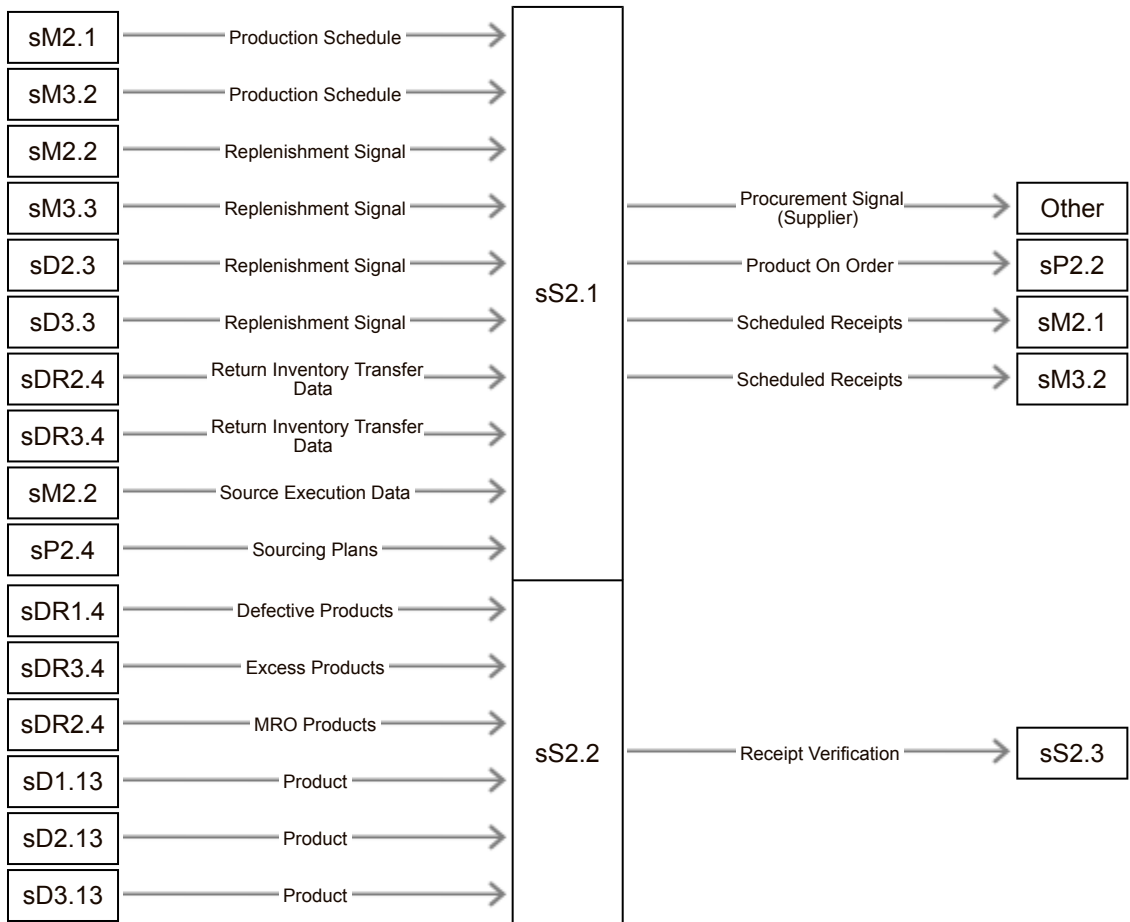 sM2.1
Production Schedule
sM3.2
Production Schedule
sM2.2
Replenishment Signal
sM3.3
Replenishment Signal
sD2.3
Replenishment Signal
sD3.3
Replenishment Signal
sDR2.4
Return Inventory Transfer
Data
sDR3.4
Return Inventory Transfer
Data
sM2.2
Source Execution Data
sP2.4
Sourcing Plans
sS2.1
Procurement Signal
(Supplier)
Other
Product On Order
sP2.2
Scheduled Receipts
sM2.1
Scheduled Receipts
sM3.2
sDR1.4
Defective Products
sDR3.4
Excess Products
sDR2.4
MRO Products
sD1.13
Product
sD2.13
Product
sD3.13
Product
sS2.2
Receipt Verification
sS2.3